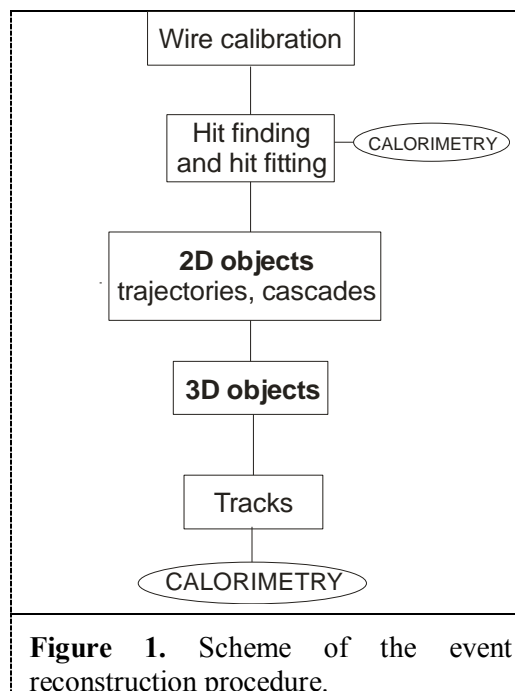 Wire calibration
Hit finding
and hit fitting
CALORIMETRY
2D objects
trajectories, cascades
3D objects
Tracks
CALORIMETRY
Figure 1. Scheme of the event
reconstruction procedure.